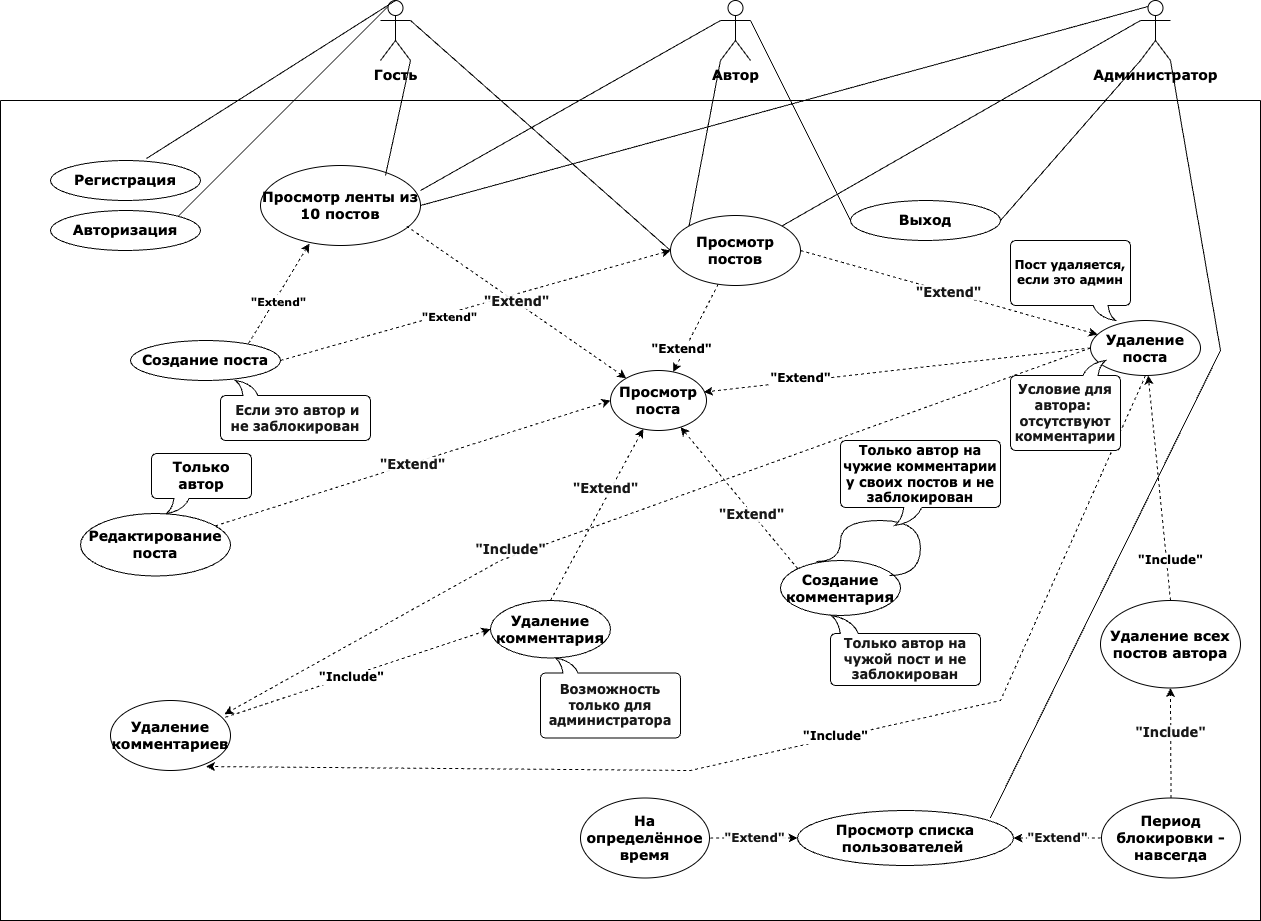 Гость
Автор
Администратор
Регистрация
Авторизация
Просмотр ленты из
10 постов
Просмотр
постов
Выход
Пост удаляется,
если это админ
"Extend"
"Extend"
"Extend"
"Extend"
Создание поста
"Extend"
Удаление
поста
Если это автор и
не заблокирован
"Extend"
Просмотр
поста
Условие для
автора:
отсутствуют
комментарии
Только
автор
"Extend"
Только автор на
чужие комментарии
у своих постов и не
заблокирован
"Extend"
"Extend"
Редактирование
поста
"Include"
"Include"
Создание
комментария
Удаление
комментария
Только автор на
чужой пост и не
заблокирован
Удаление всех
постов автора
"Include"
Возможность
только для
администратора
Удаление
комментариев
"Include"
"Include"
На
определённое
время
"Extend"
Просмотр списка
пользователей
"Extend"
Период
блокировки -
навсегда